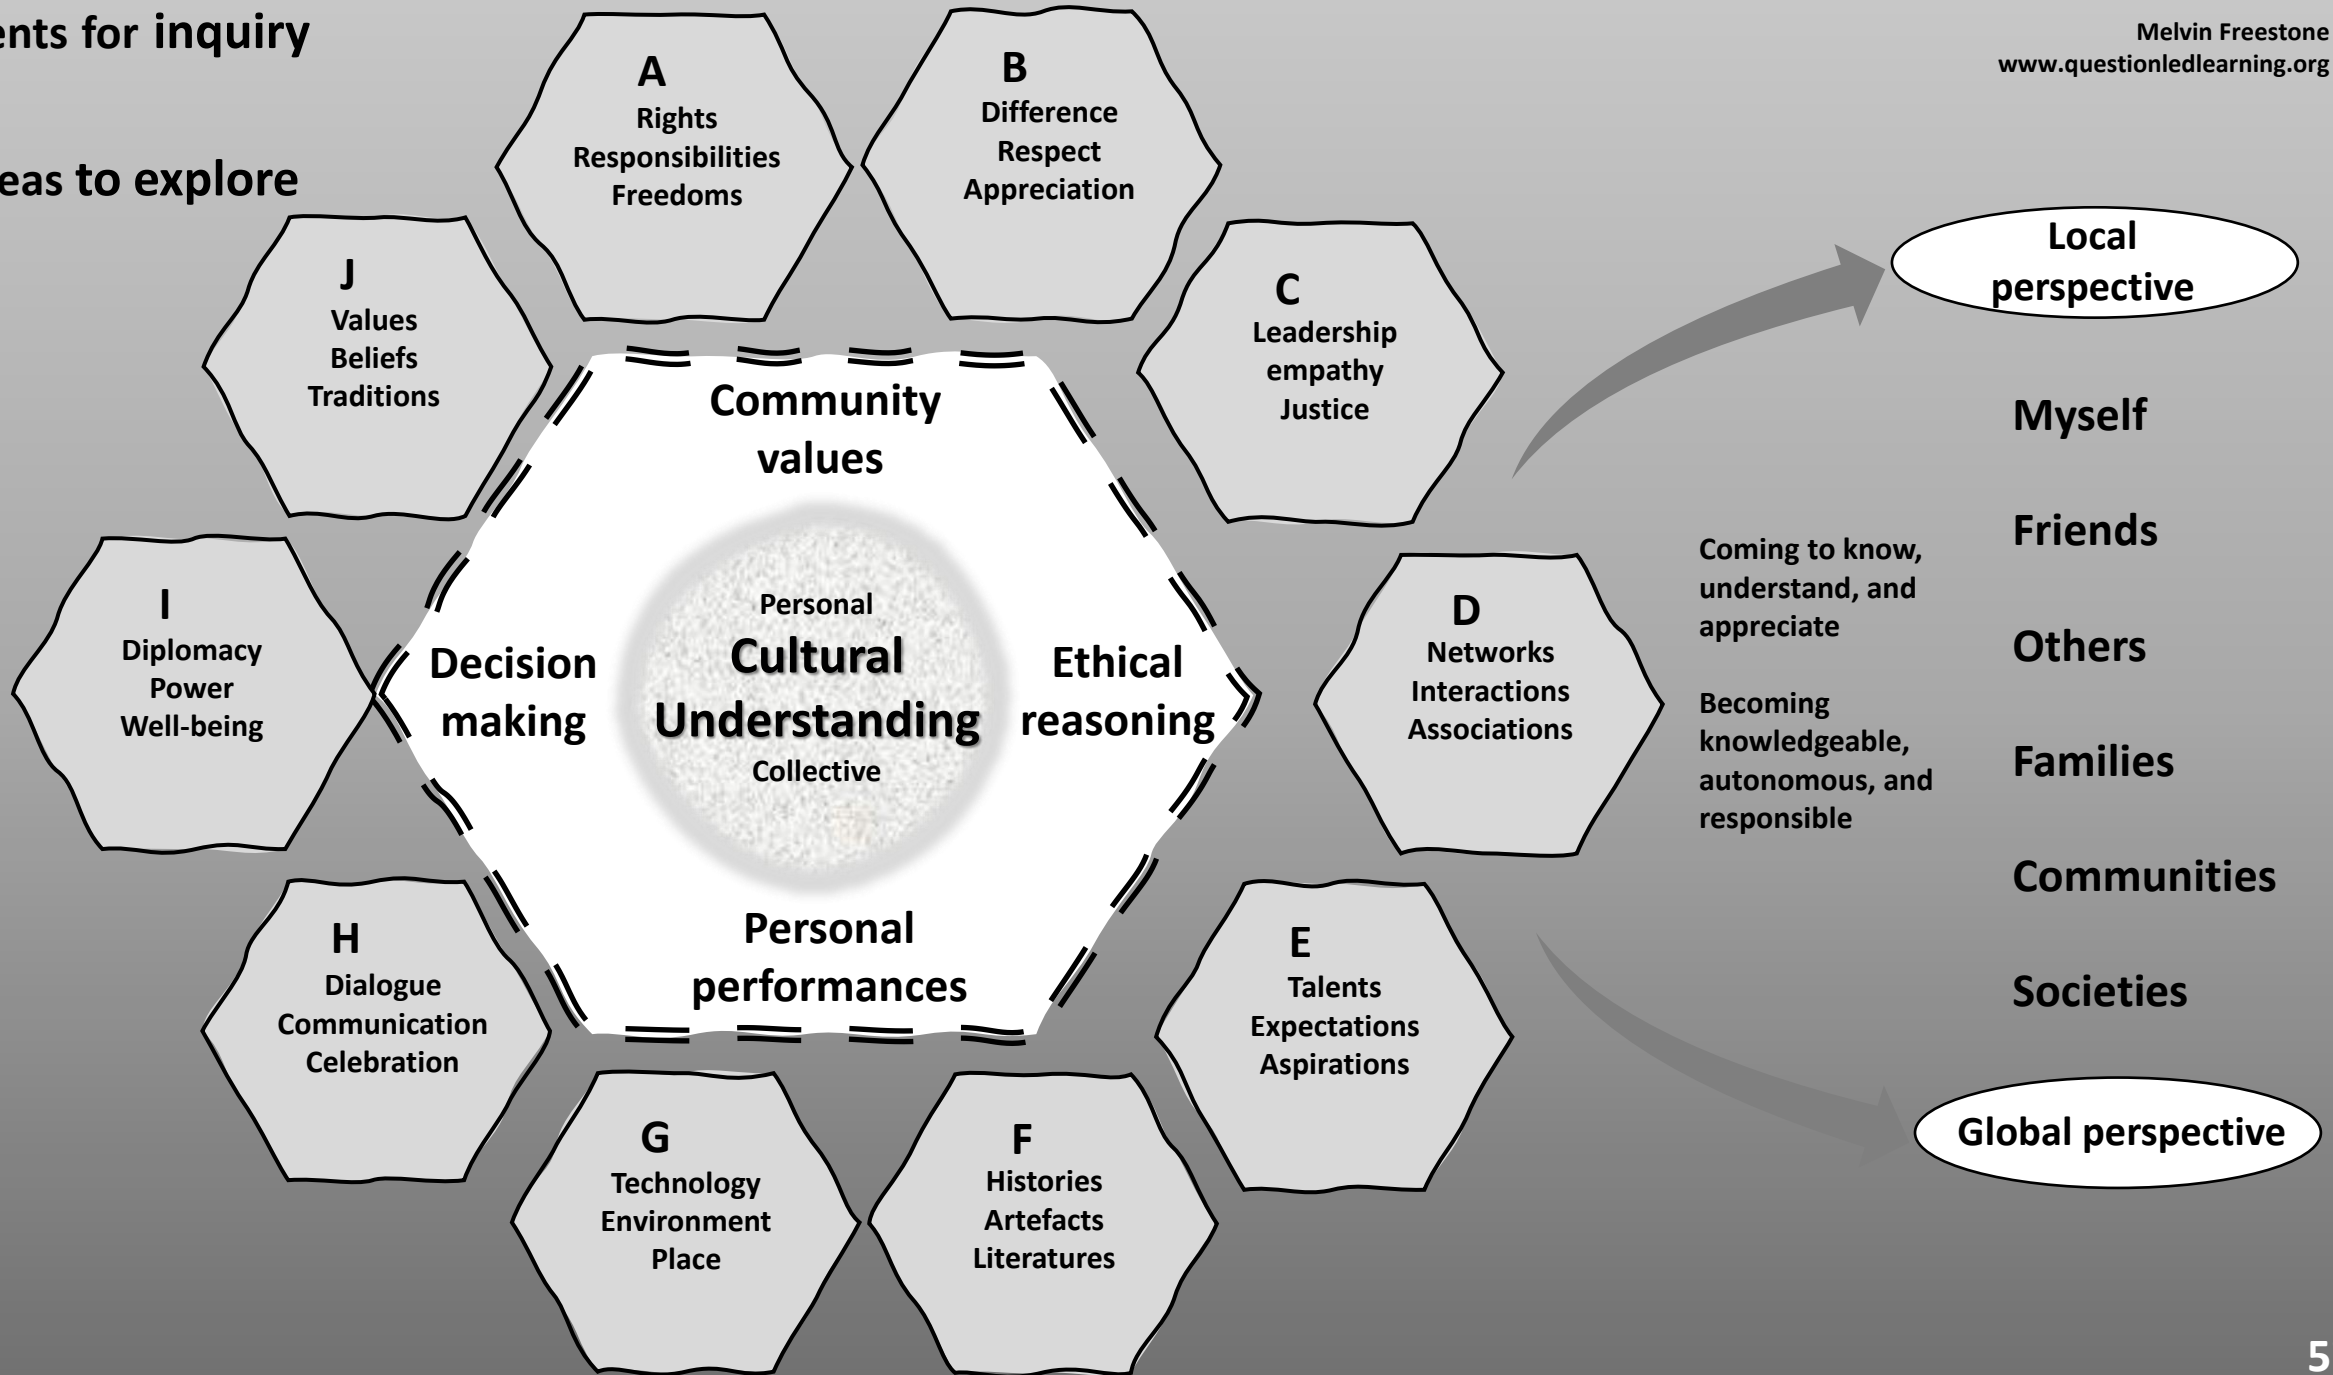 ents for inquiry
eas to explore
Melvin Freestone
www.questionledlearning.org
A
Rights
Responsibilities
Freedoms
B
Difference
Respect
Appreciation
C
Leadership
empathy
Justice
D
Networks
Interactions
Associations
E
Talents
Expectations
Aspirations
F
Histories
Artefacts
Literatures
G
Technology
Environment
Place
H
Dialogue
Communication
Celebration
I
Diplomacy
Power
Well-being
J
Values
Beliefs
Traditions
Community
values
Decision
making
Personal
Cultural
Understanding
Collective
Ethical
reasoning
Personal
performances
Coming to know,
understand, and
appreciate
Becoming
knowledgeable,
autonomous, and
responsible
Local
perspective
Myself
Friends
Others
Families
Communities
Societies
Global perspective
5